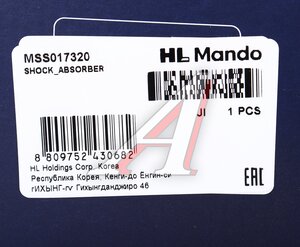 MSS017320
SHOCK_ABSORBER
HL Mando
JI 1 PCS
8 809752 430682
HL Holdings Corp. Korea
Республика Корея, Кенги-до Ёнгин-си
гИХЫНГ-гу Гихынгданджиро 46
EAC